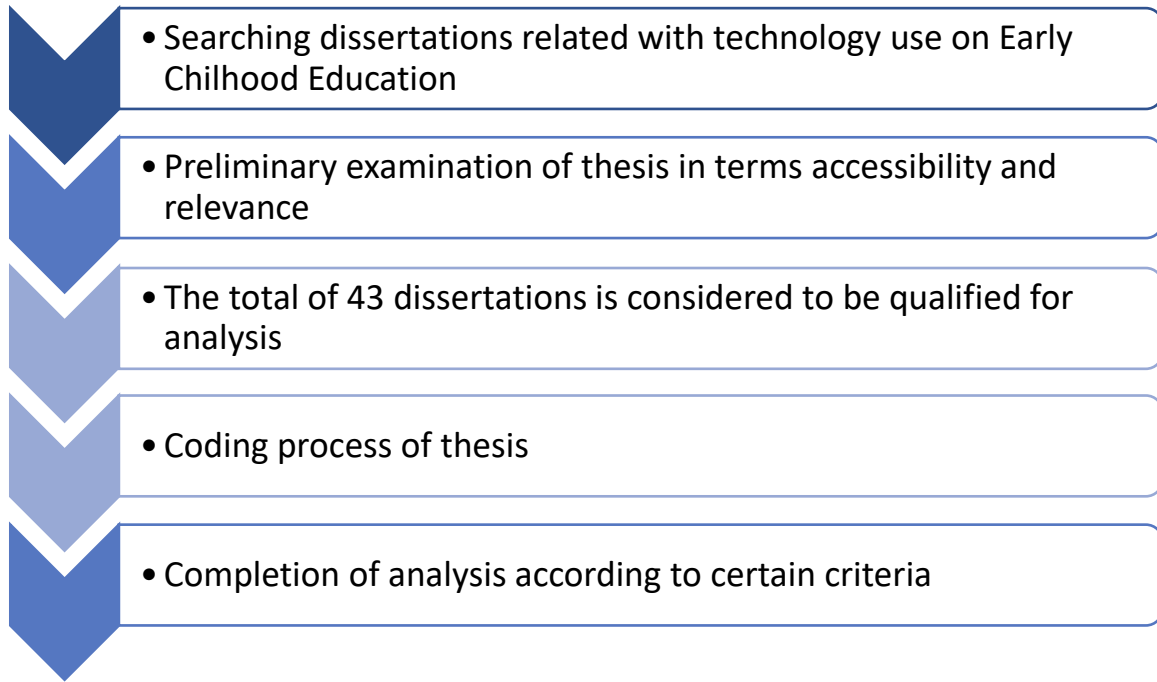 • Searching dissertations related with technology use on Early
Chilhood Education
• Preliminary examination of thesis in terms accessibility and
relevance
• The total of 43 dissertations is considered to be qualified for
analysis
• Coding process of thesis
• Completion of analysis according to certain criteria